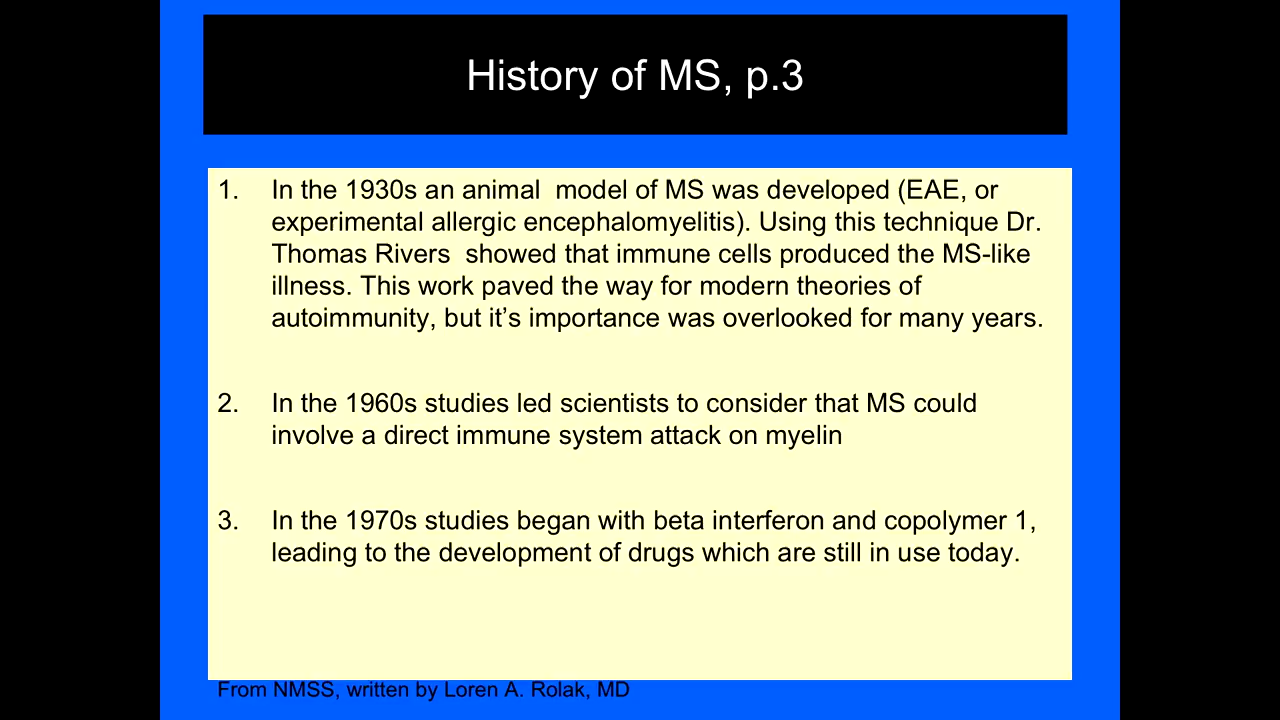 History of MS, p.3
1. In the 1930s an animal  model of MS was developed (EAE, or
experimental allergic encephalomyelitis). Using this technique Dr.
Thomas Rivers  showed that immune cells produced the MS-like
illness. This work paved the way for modern theories of
autoimmunity, but it’s importance was overlooked for many years.
2. In the 1960s studies led scientists to consider that MS could
involve a direct immune system attack on myelin
3. In the 1970s studies began with beta interferon and copolymer 1,
leading to the development of drugs which are still in use today.
From NMSS, written by Loren A. Rolak, MD